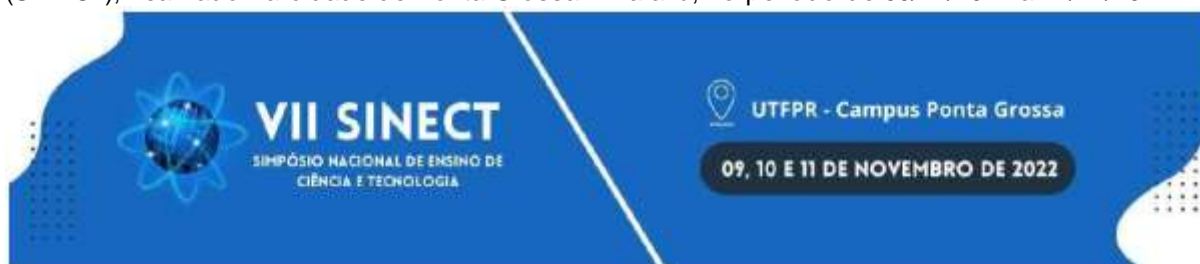 VII SINECT
SIMPÓSIO NACIONAL DE ENSINO DE
CIÊNCIA E TECNOLOGIA
UTFPR - Campus Ponta Grossa
09, 10 E 11 DE NOVEMBRO DE 2022